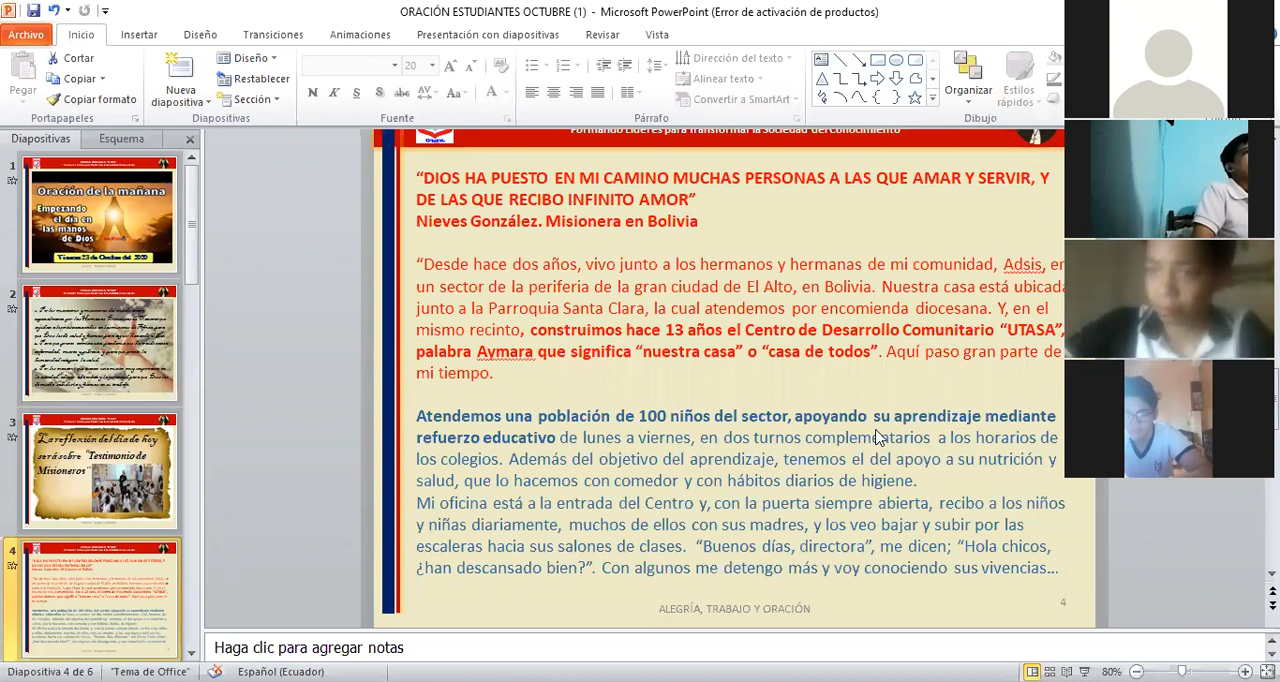 ORACIÓN ESTUDIANTES OCTUBRE (1) - Microsoft PowerPoint (Error de activación de productos)
Archivo Inicio Insertar Diseño Transiciones Animaciones Presentación con diapositivas Revisar Vista
Pegar
Cortar
Copiar
Copiar formato
Portapapeles
Nueva
diapositiva
Diseño
Restablecer
Sección
Diapositivas
20
N K S S abc AV Aa A
Fuente
Dirección del texto
Alinear texto
Convertir a SmartArt
Párrafo
Organizar
Estilos
rápidos
Dibujo
Diapositivas Esquema
1
Oración de la mañana
Empezando
el día en
las manos
de Dios
Viernes 23 de Octubre del 2020
2
3
La reflexión del día de hoy
será sobre "Testimonio de
Misioneros"
4
Formando Líderes para Transformar la Sociedad del Conocimiento
“DIOS HA PUESTO EN MI CAMINO MUCHAS PERSONAS A LAS QUE AMAR Y SERVIR, Y
DE LAS QUE RECIBO INFINITO AMOR”
Nieves González. Misionera en Bolivia
“Desde hace dos años, vivo junto a los hermanos y hermanas de mi comunidad, Adsis, en
un sector de la periferia de la gran ciudad de El Alto, en Bolivia. Nuestra casa está ubicada
junto a la Parroquia Santa Clara, la cual atendemos por encomienda diocesana. Y, en el
mismo recinto, construimos hace 13 años el Centro de Desarrollo Comunitario “UTASA”,
palabra Aymara que significa “nuestra casa” o “casa de todos”. Aquí paso gran parte de
mi tiempo.
Atendemos una población de 100 niños del sector, apoyando su aprendizaje mediante
refuerzo educativo de lunes a viernes, en dos turnos complementarios a los horarios de
los colegios. Además del objetivo del aprendizaje, tenemos el del apoyo a su nutrición y
salud, que lo hacemos con comedor y con hábitos diarios de higiene.
Mi oficina está a la entrada del Centro y, con la puerta siempre abierta, recibo a los niños
y niñas diariamente, muchos de ellos con sus madres, y los veo bajar y subir por las
escaleras hacia sus salones de clases. “Buenos días, directora”, me dicen; “Hola chicos,
¿han descansado bien?”. Con algunos me detengo más y voy conociendo sus vivencias...
ALEGRÍA, TRABAJO Y ORACIÓN
4
Haga clic para agregar notas
Diapositiva 4 de 6 "Tema de Office" Español (Ecuador) 80%